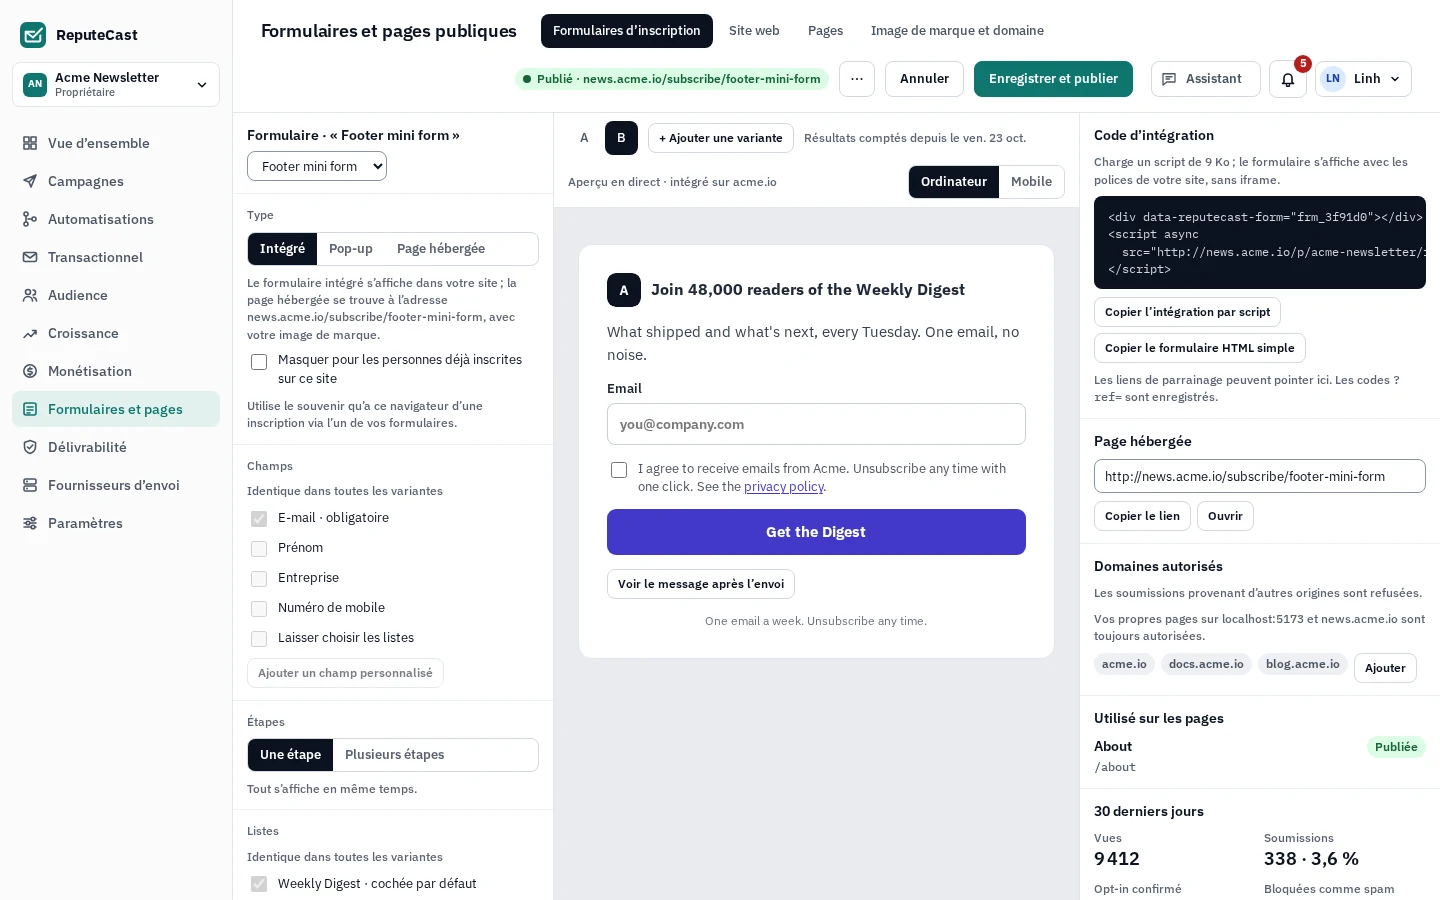 ReputeCast
AN
Acme Newsletter
Propriétaire
Vue d’ensemble
Campagnes
Automatisations
Transactionnel
Audience
Croissance
Monétisation
Formulaires et pages
Délivrabilité
Fournisseurs d’envoi
Paramètres
Formulaires et pages publiques
Formulaires d’inscription
Site web
Pages
Image de marque et domaine
Publié · news.acme.io/subscribe/footer-mini-form
...
Annuler
Enregistrer et publier
Assistant
5
LN
Linh
Formulaire · « Footer mini form »
Footer mini form
Type
Intégré
Pop-up
Page hébergée
Le formulaire intégré s’affiche dans votre site ; la
page hébergée se trouve à l’adresse
news.acme.io/subscribe/footer-mini-form, avec
votre image de marque.
Masquer pour les personnes déjà inscrites
sur ce site
Utilise le souvenir qu’a ce navigateur d’une
inscription via l’un de vos formulaires.
Champs
Identique dans toutes les variantes
E-mail · obligatoire
Prénom
Entreprise
Numéro de mobile
Laisser choisir les listes
Ajouter un champ personnalisé
Étapes
Une étape
Plusieurs étapes
Tout s’affiche en même temps.
Listes
Identique dans toutes les variantes
Weekly Digest · cochée par défaut
A
B
+ Ajouter une variante
Résultats comptés depuis le ven. 23 oct.
Aperçu en direct · intégré sur acme.io
Ordinateur
Mobile
A
Join 48,000 readers of the Weekly Digest
What shipped and what's next, every Tuesday. One email, no
noise.
Email
you@company.com
I agree to receive emails from Acme. Unsubscribe any time with
one click. See the privacy policy.
Get the Digest
Voir le message après l’envoi
One email a week. Unsubscribe any time.
Code d’intégration
Charge un script de 9 Ko ; le formulaire s’affiche avec les
polices de votre site, sans iframe.
<div data-reputecast-form="frm_3f91d0"></div>
<script async
src="http://news.acme.io/p/acme-newsletter/
</script>
Copier l’intégration par script
Copier le formulaire HTML simple
Les liens de parrainage peuvent pointer ici. Les codes ?
ref= sont enregistrés.
Page hébergée
http://news.acme.io/subscribe/footer-mini-form
Copier le lien
Ouvrir
Domaines autorisés
Les soumissions provenant d’autres origines sont refusées.
Vos propres pages sur localhost:5173 et news.acme.io sont
toujours autorisées.
acme.io
docs.acme.io
blog.acme.io
Ajouter
Utilisé sur les pages
About
Publiée
/about
30 derniers jours
Vues
Soumissions
9 412
338 · 3,6 %
Opt-in confirmé
Bloquées comme spam